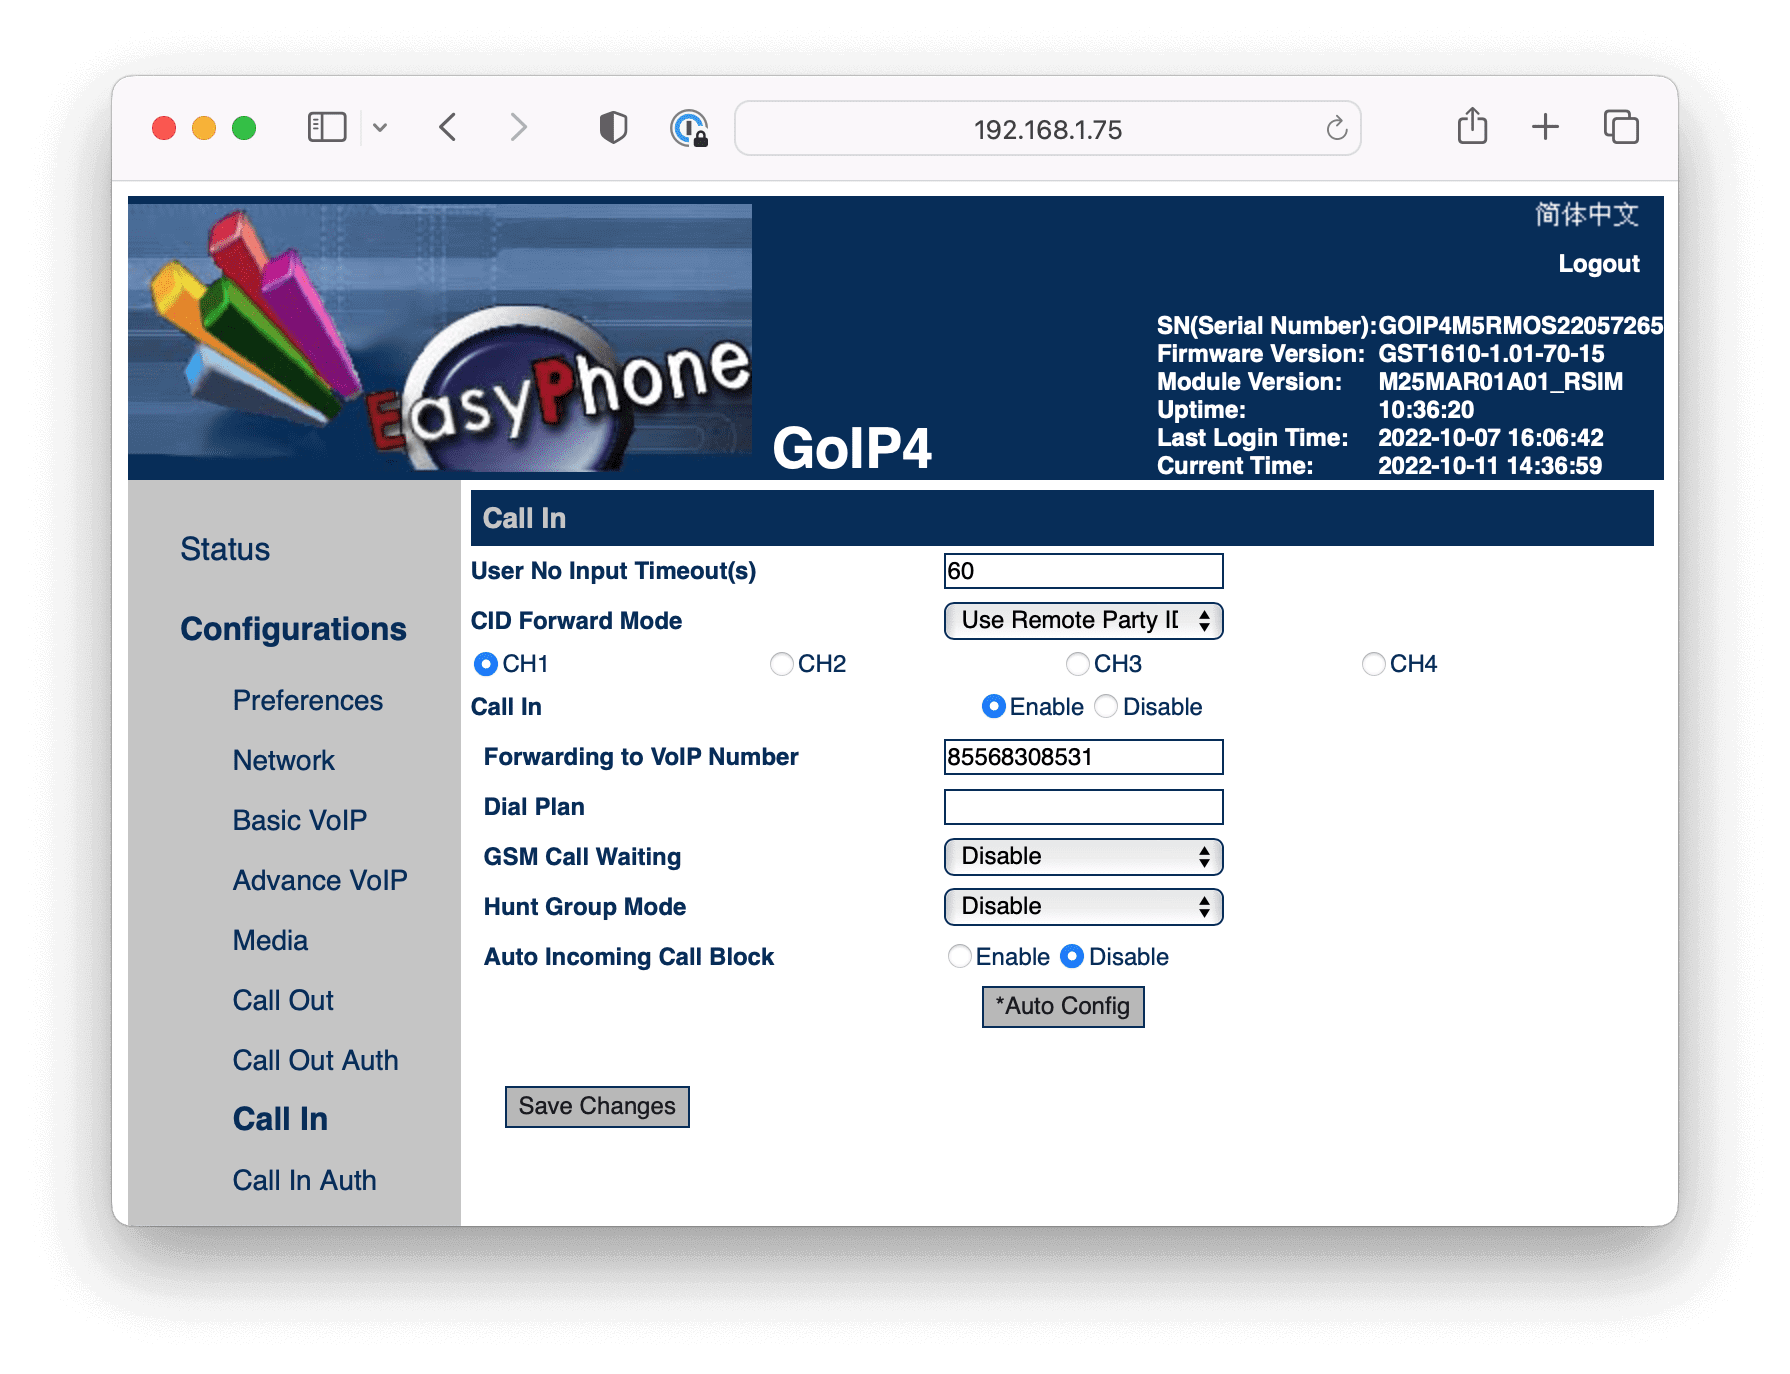 192.168.1.75
简体中文
Logout
EasyPhone
GoIP4
SN(Serial Number):GOIP4M5RMOS22057265
Firmware Version: GST1610-1.01-70-15
Module Version: M25MAR01A01_RSIM
Uptime: 10:36:20
Last Login Time: 2022-10-07 16:06:42
Current Time: 2022-10-11 14:36:59
Status
Configurations
Preferences
Network
Basic VoIP
Advance VoIP
Media
Call Out
Call Out Auth
Call In
Call In Auth
Call In
User No Input Timeout(s) 60
CID Forward Mode Use Remote Party ID
CH1 CH2 CH3 CH4
Call In Enable Disable
Forwarding to VoIP Number 85568308531
Dial Plan
GSM Call Waiting Disable
Hunt Group Mode Disable
Auto Incoming Call Block Enable Disable
*Auto Config
Save Changes